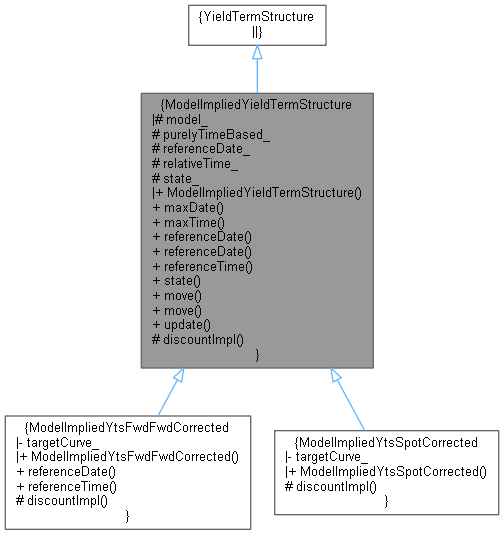 {YieldTermStructure
||}
{ModelImpliedYieldTermStructure
|# model_
# purelyTimeBased_
# referenceDate_
# relativeTime_
# state_
|+ ModelImpliedYieldTermStructure()
+ maxDate()
+ maxTime()
+ referenceDate()
+ referenceDate()
+ referenceTime()
+ state()
+ move()
+ move()
+ update()
# discountImpl()
}
{ModelImpliedYtsFwdFwdCorrected
|- targetCurve_
|+ ModelImpliedYtsFwdFwdCorrected()
+ referenceDate()
+ referenceTime()
# discountImpl()
}
{ModelImpliedYtsSpotCorrected
|- targetCurve_
|+ ModelImpliedYtsSpotCorrected()
# discountImpl()
}